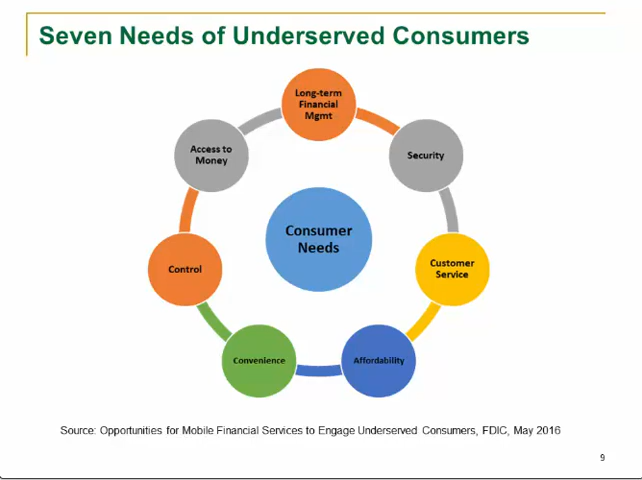 Seven Needs of Underserved Consumers
Long-term
Financial
Mgmt
Access to
Money
Security
Consumer
Needs
Control
Customer
Service
Convenience
Affordability
Source: Opportunities for Mobile Financial Services to Engage Underserved Consumers, FDIC, May 2016
9